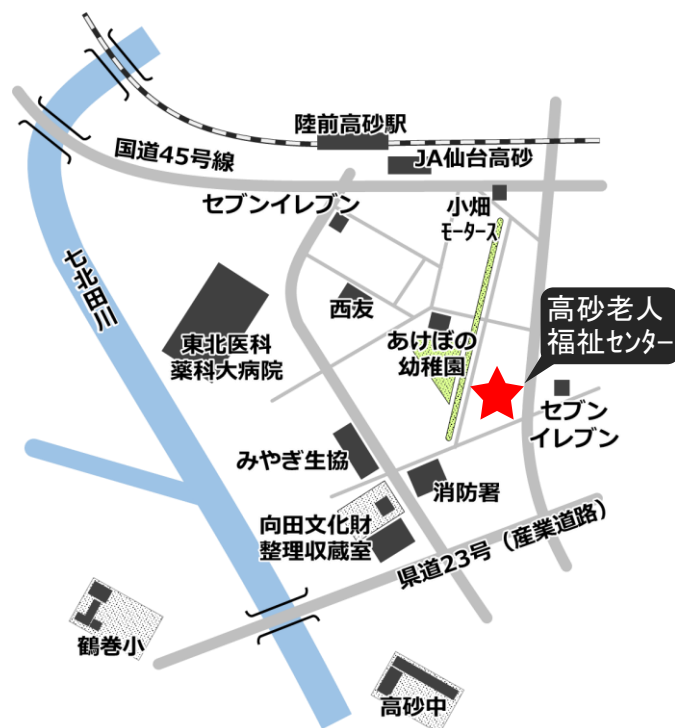 陸前高砂駅
JA仙台高砂
国道45号線
セブンイレブン
小畑
モータース
七北田川
高砂老人
福祉センター
西友
東北医科
薬科大病院
あけぼの
幼稚園
セブン
イレブン
みやぎ生協
消防署
向田文化財
整理収蔵室
県道23号（産業道路）
鶴巻小
高砂中